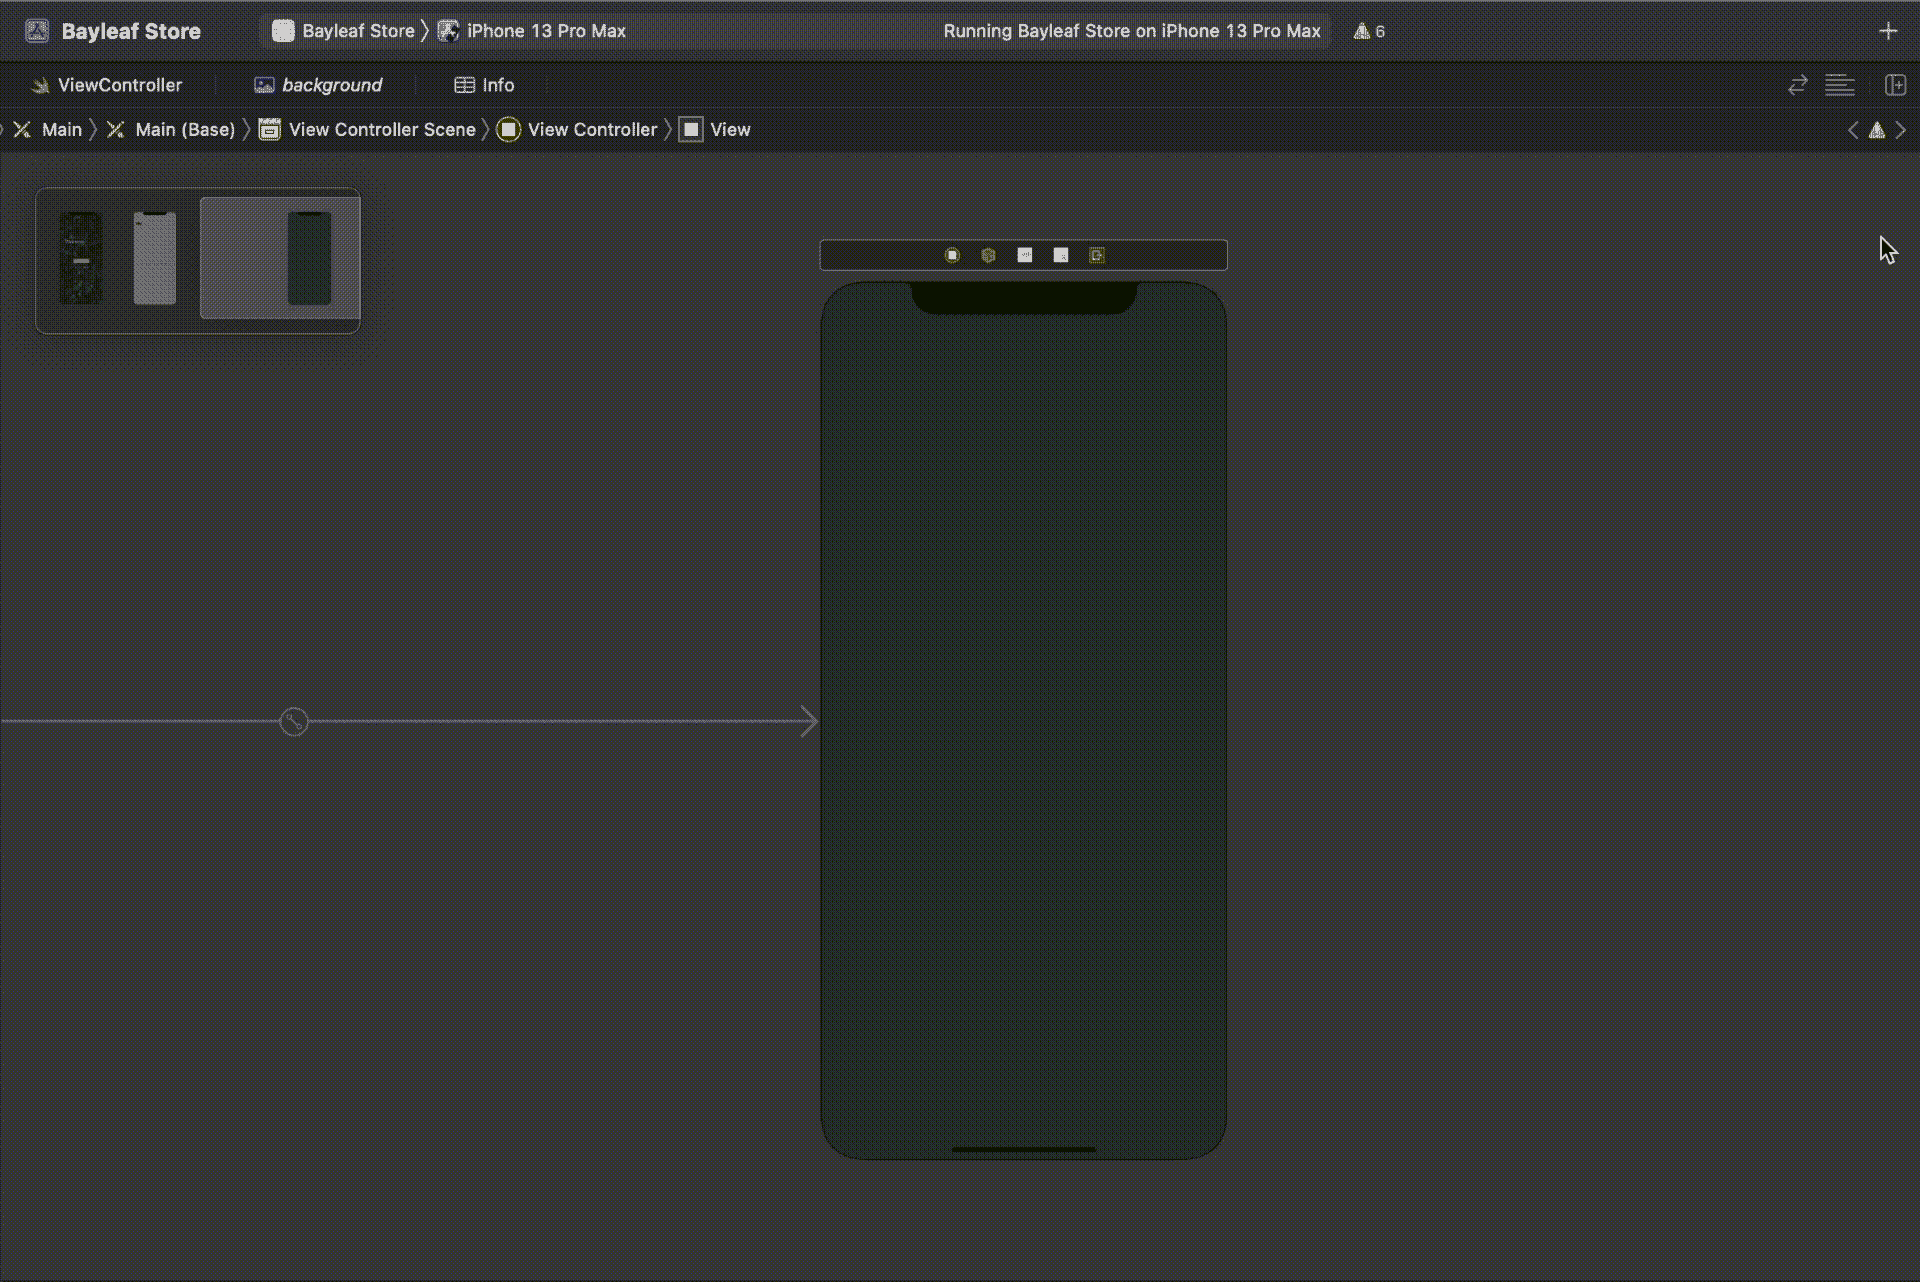 Bayleaf Store
Bayleaf Store 〉 iPhone 13 Pro Max
Running Bayleaf Store on iPhone 13 Pro Max
6
ViewController
background
Info
Main 〉 Main (Base) 〉 View Controller Scene 〉 View Controller 〉 View